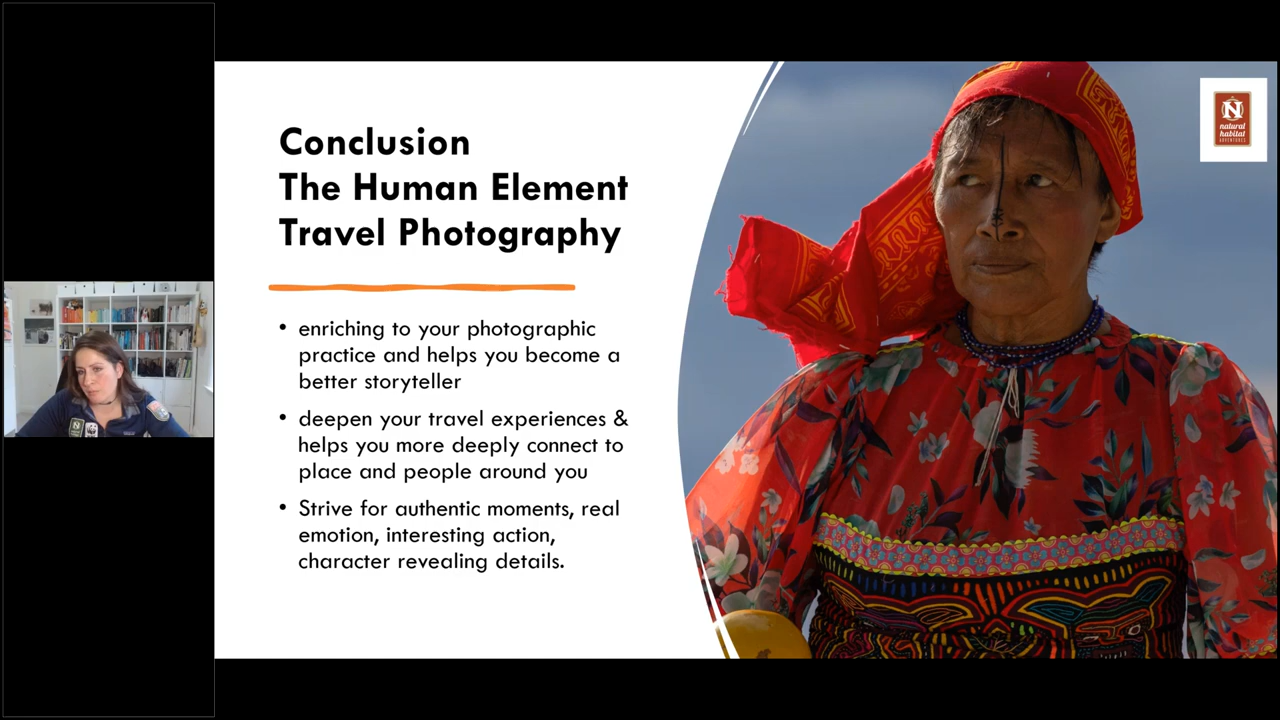 Conclusion
The Human Element
Travel Photography
• enriching to your photographic
practice and helps you become a
better storyteller
• deepen your travel experiences &
helps you more deeply connect to
place and people around you
• Strive for authentic moments, real
emotion, interesting action,
character revealing details.
N
natural
habitat
ADVENTURES